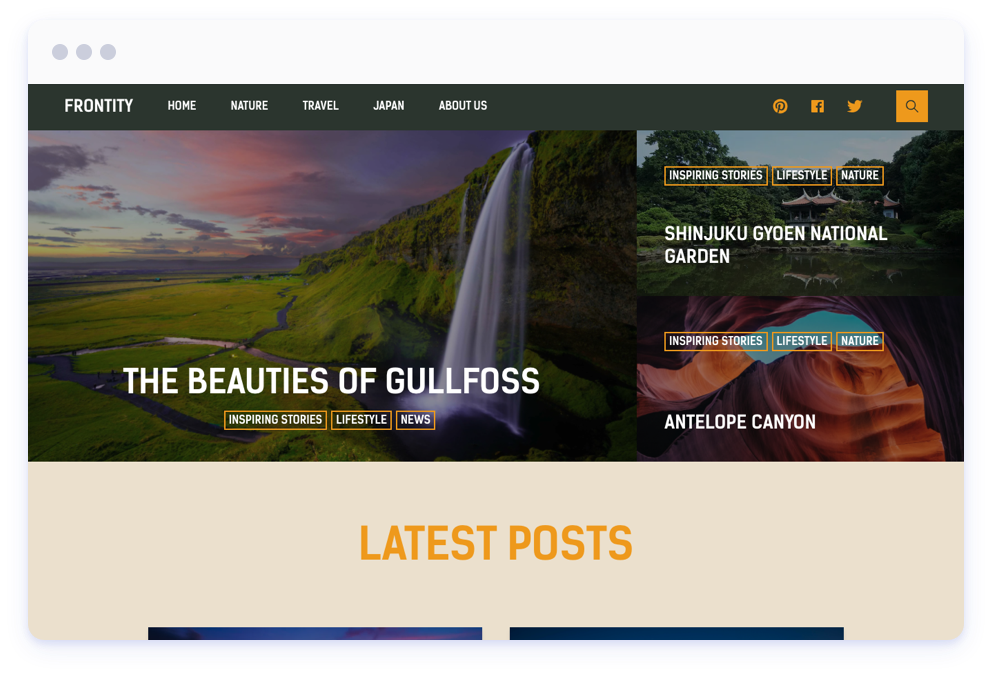 FRONTITY HOME NATURE TRAVEL JAPAN ABOUT US
THE BEAUTIES OF GULLFOSS
INSPIRING STORIES LIFESTYLE NEWS
INSPIRING STORIES LIFESTYLE NATURE
SHINJUKU GYOEN NATIONAL
GARDEN
INSPIRING STORIES LIFESTYLE NATURE
ANTELOPE CANYON
LATEST POSTS